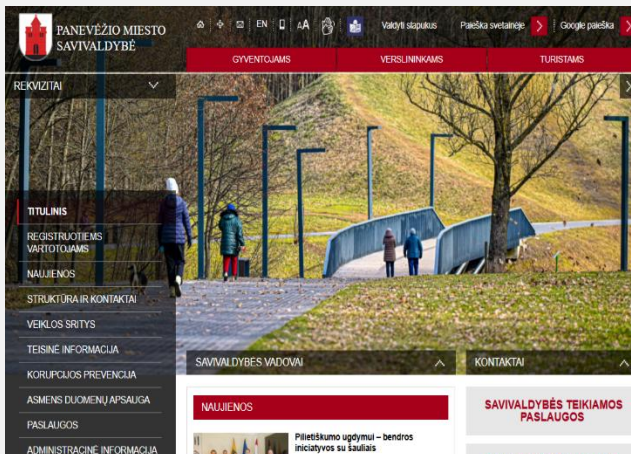 PANEVĖŽIO MIESTO
SAVIVALDYBĖ
EN AA Valdyti slapukus Paieška svetainėje Google paieška
GYVENTOJAMS VERSLININKAMS TURISTAMS
REKVIZITAI
TITULINIS
REGISTRUOTIEMS
VARTOTOJAMS
NAUJIENOS
STRUKTŪRA IR KONTAKTAI
VEIKLOS SRITYS
TEISINĖ INFORMACIJA
KORUPCIJOS PREVENCIJA
ASMENS DUOMENŲ APSAUGA
PASLAUGOS
ADMINISTRACINĖ INFORMACIJA
SAVIVALDYBĖS VADOVAI
KONTAKTAI
NAUJIENOS
Pilietiškumo ugdymui – bendros
iniciatyvos su šauliais
SAVIVALDYBĖS TEIKIAMOS
PASLAUGOS